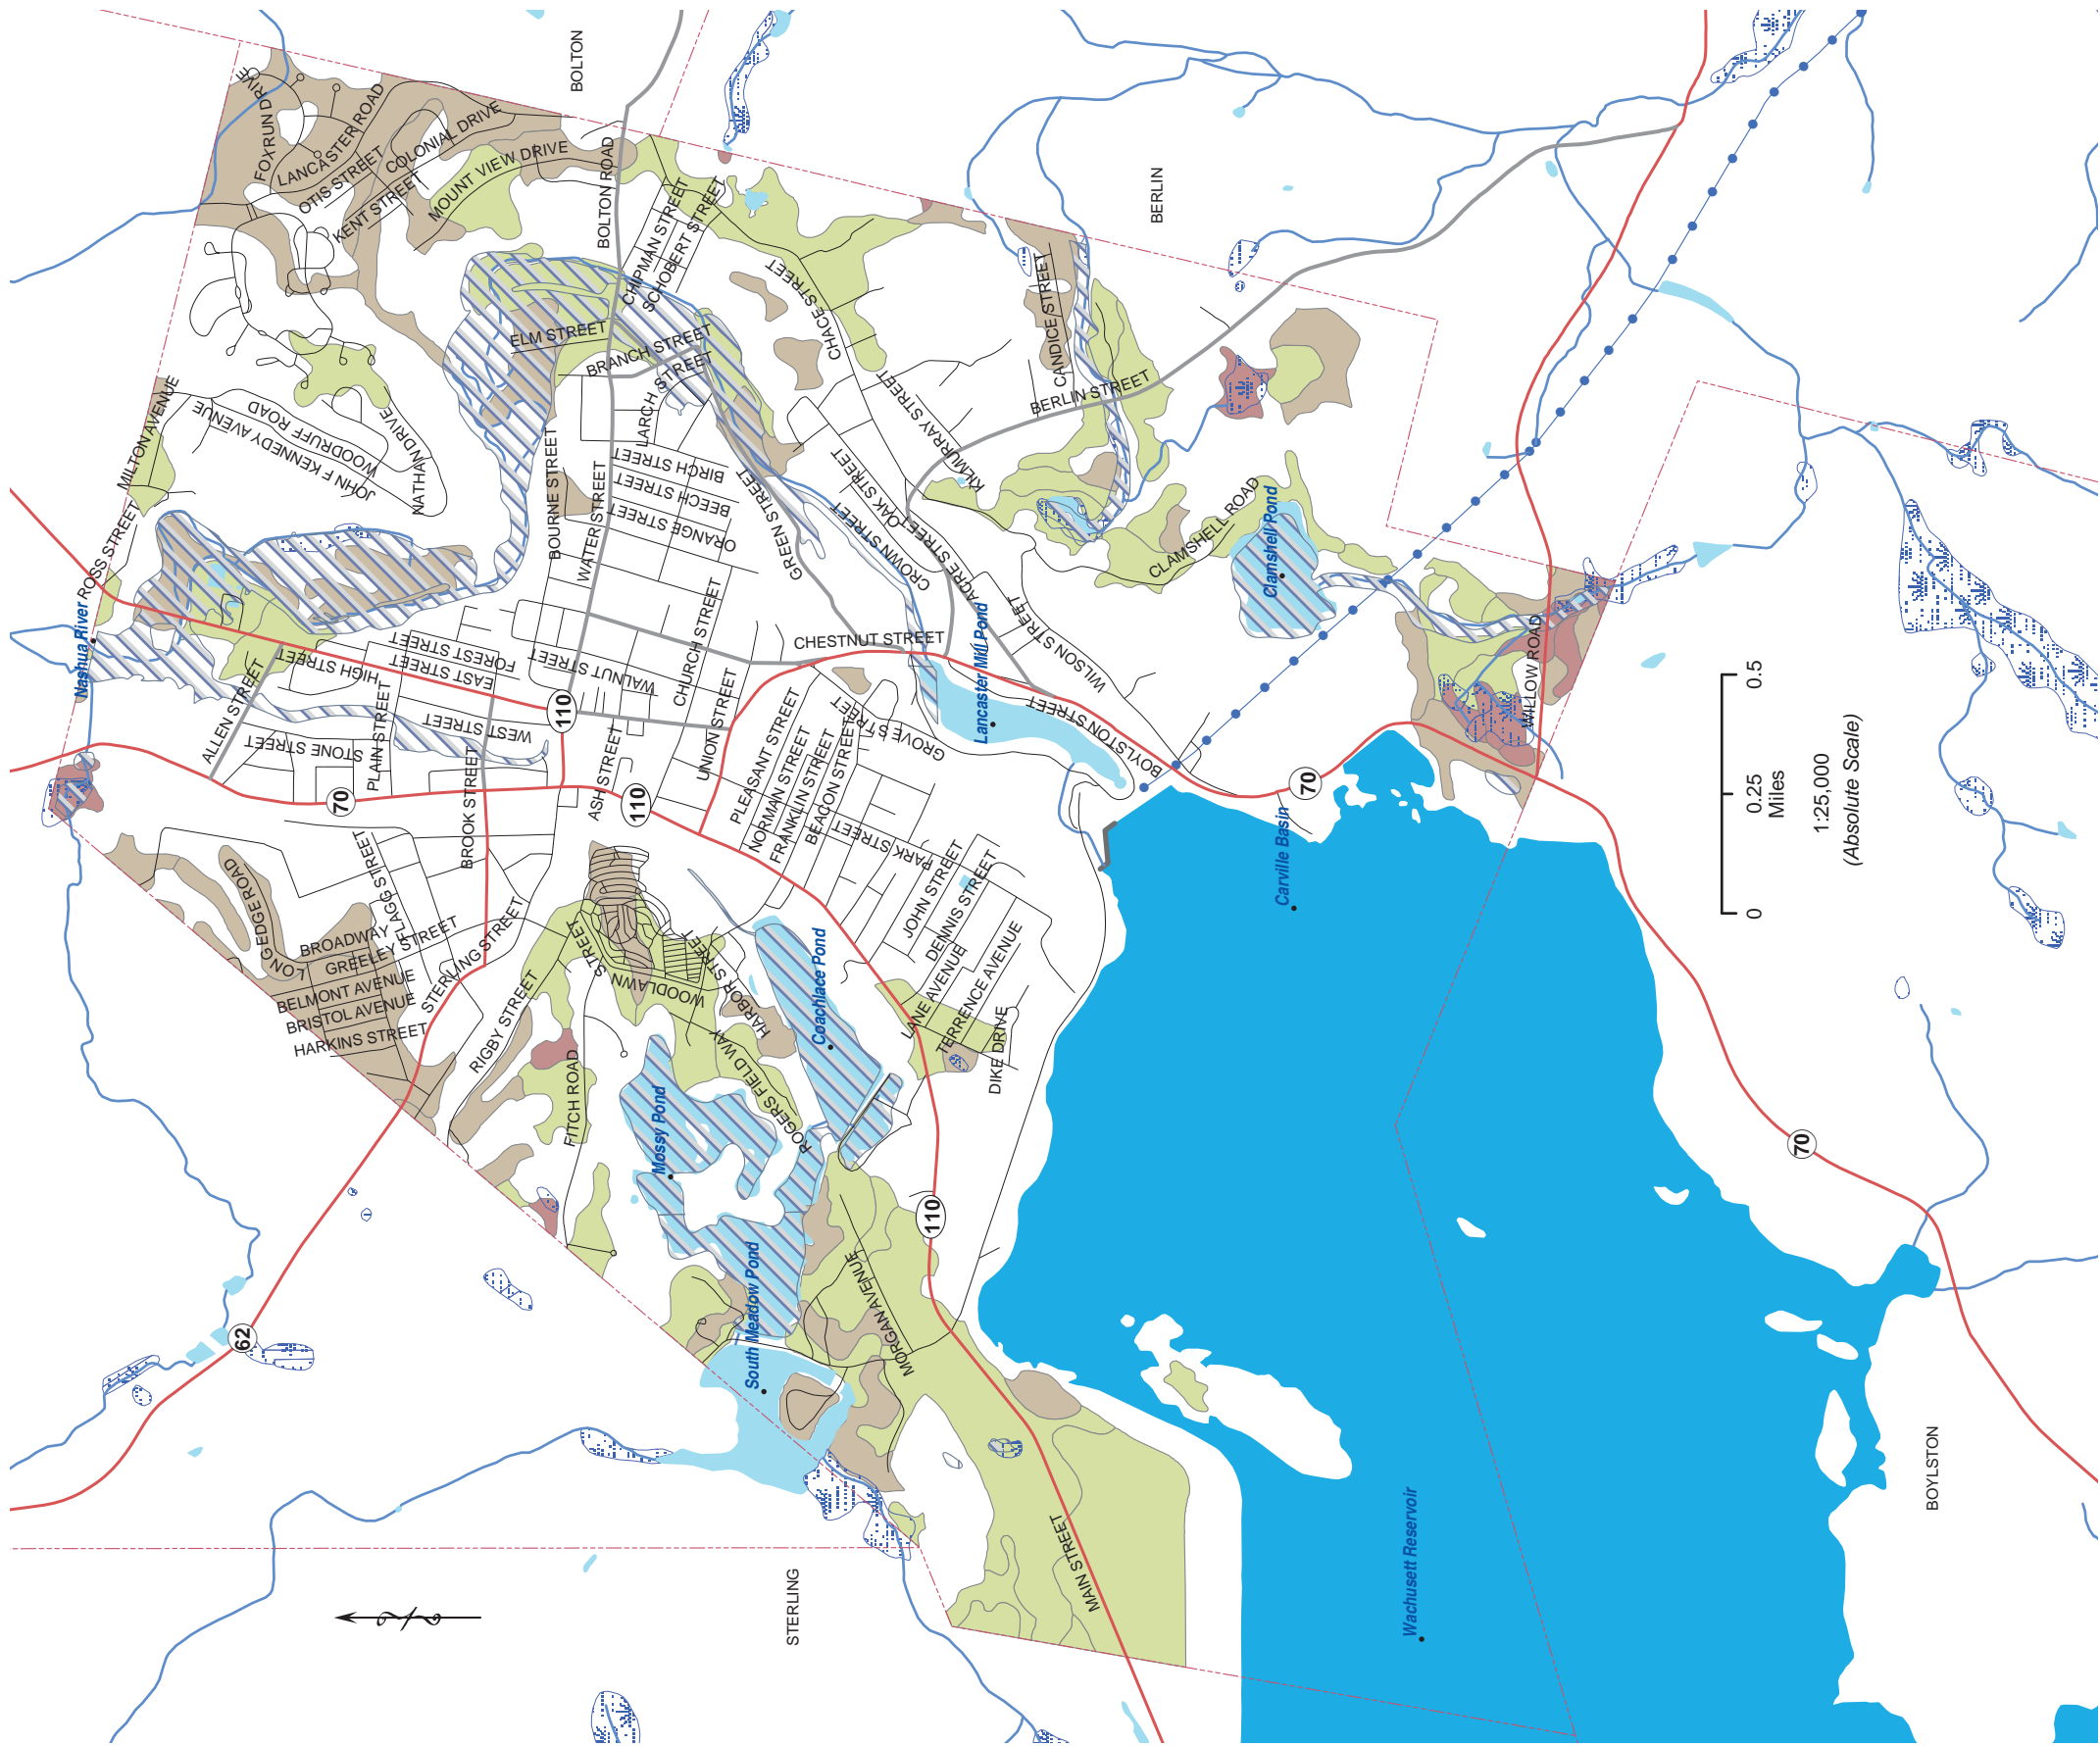 BOLTON
FOXRUN DRIVE
LANCASTER ROAD
OTIS STREET
COLONIAL DRIVE
KENT STREET
MOUNT VIEW DRIVE
BOLTON ROAD
CHIPMAN STREET
SCHOBERT STREET
BERLIN
CHACE STREET
CANDICE STREET
ELM STREET
BRANCH STREET
LARCH STREET
MILTON AVENUE
WOODRUFF ROAD
JOHN F KENNEDY AVENUE
NATHAN DRIVE
BERLIN STREET
KILMURRAY STREET
BOURNE STREET
WATER STREET
BIRCH STREET
BEECH STREET
ORANGE STREET
GREEN STREET
OAK STREET
CROWN STREET
ACRE STREET
CLAMSHELL ROAD
Clamshell Pond
ROSS STREET
Nashua River
HIGH STREET
EAST STREET
FOREST STREET
WALNUT STREET
CHURCH STREET
CHESTNUT STREET
Lancaster Mill Pond
WILSON STREET
WILLOW ROAD
ALLEN STREET
STONE STREET
PLAIN STREET
WEST STREET
110
UNION STREET
PLEASANT STREET
NORMAN STREET
FRANKLIN STREET
BEACON STREET
GROVE STREET
BOYLSTON STREET
BROOK STREET
ASH STREET
70
110
70
PARK STREET
Carville Basin
0
0.25
0.5
Miles
1:25,000
(Absolute Scale)
LONG EDGE ROAD
FLAGG STREET
BROADWAY
GREELEY STREET
BELMONT AVENUE
BRISTOL AVENUE
HARKINS STREET
STERLING STREET
RIGBY STREET
WOODLAWN STREET
HARBOR STREET
Coachlace Pond
JOHN STREET
DENNIS STREET
LANE AVENUE
TERRENCE AVENUE
DIKE DRIVE
FITCH ROAD
ROGERS FIELD WAY
Mossy Pond
110
70
62
South Meadow Pond
MORGAN AVENUE
MAIN STREET
STERLING
Wachusett Reservoir
BOYLSTON